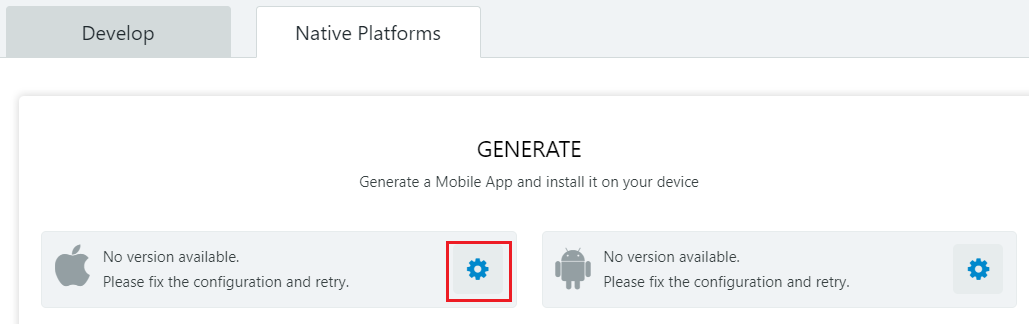 Develop
Native Platforms
GENERATE
Generate a Mobile App and install it on your device
No version available.
Please fix the configuration and retry.
No version available.
Please fix the configuration and retry.